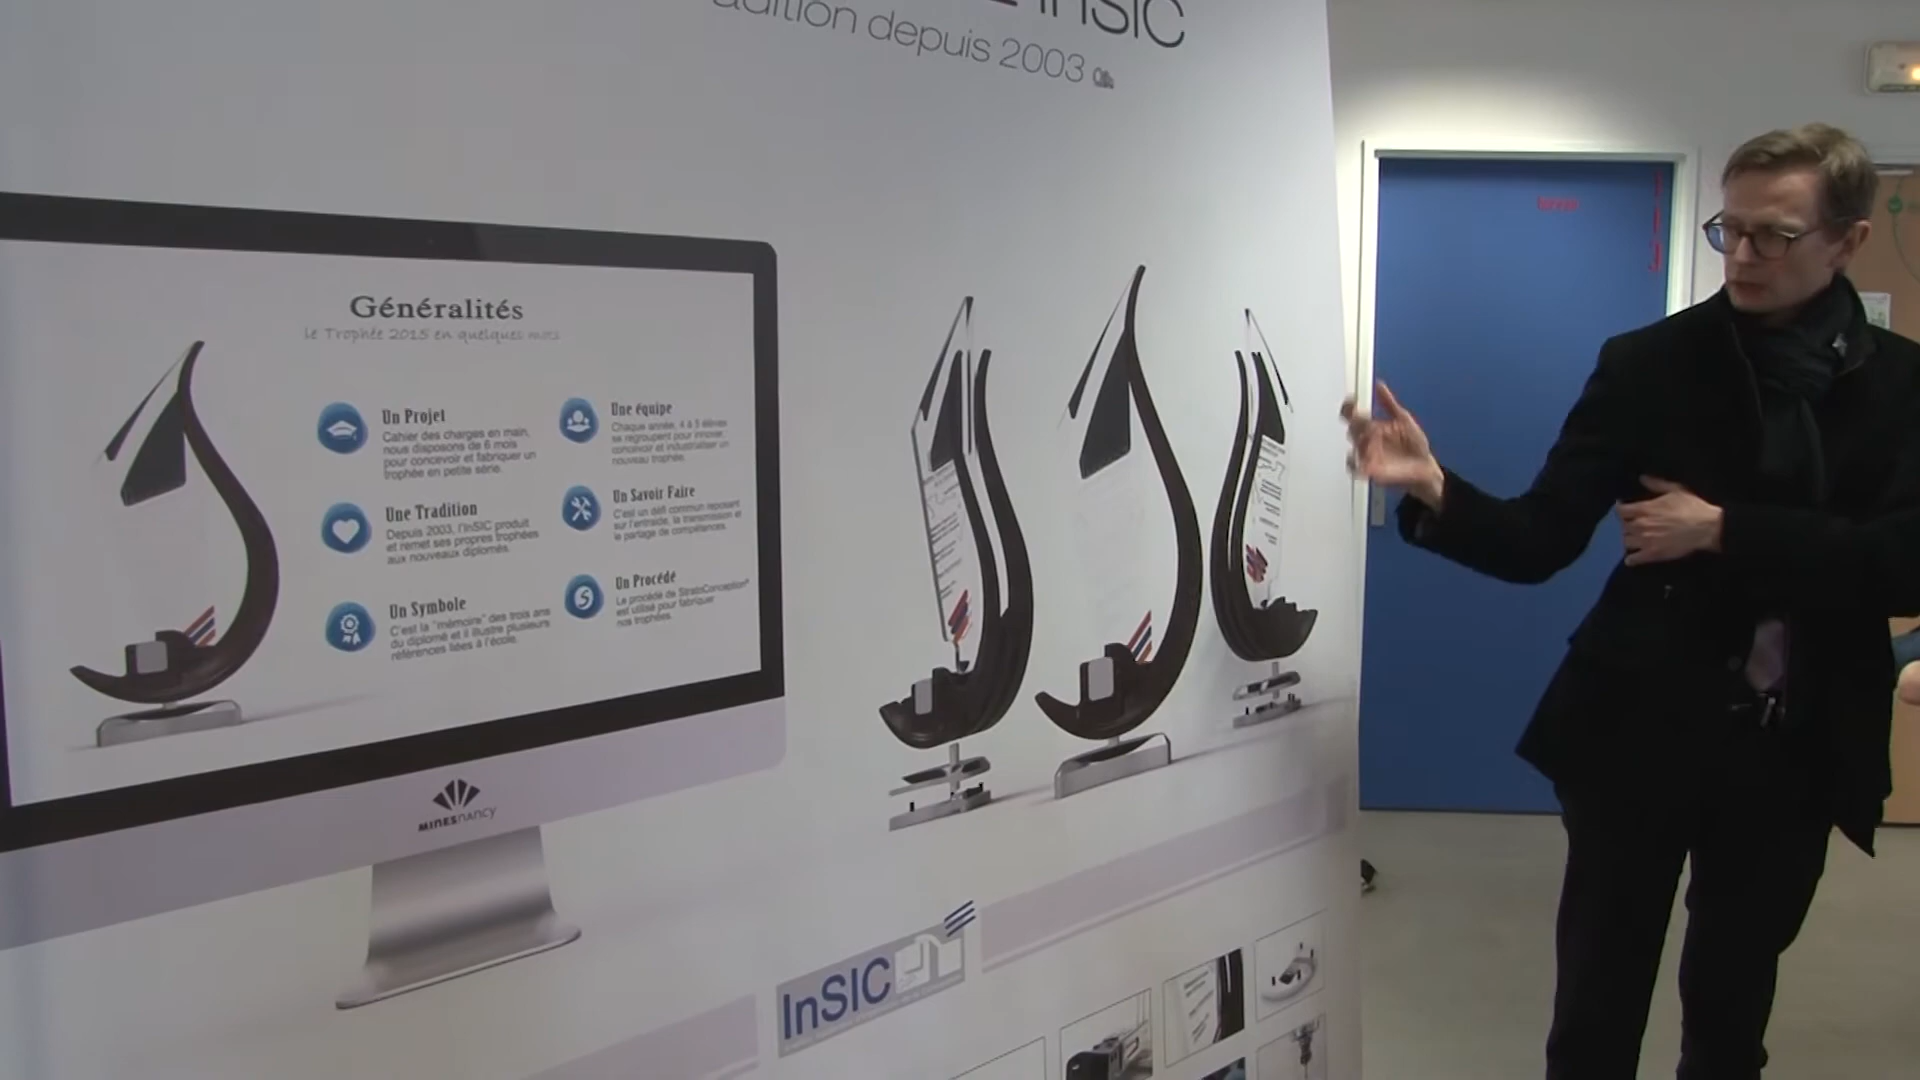 InSIC
depuis 2003
Généralités
le Trophée 2015 en quelques mots
Un Projet
Cahier des charges en main,
nous disposons de 6 mois
pour concevoir et fabriquer un
trophée en petite série.
Une Tradition
Depuis 2003, l'InSIC produit
et remet ses propres trophées
aux nouveaux diplomés.
Un Symbole
C'est la "mémoire" des trois ans
du diplomé et il illustre plusieurs
références liées à l'école.
Une équipe
Chaque année, 4 à 5 élèves
se regroupent pour innover,
concevoir et industrialiser un
nouveau trophée.
Un Savoir Faire
C'est un défi commun reposant
sur l'entraide, la transmission et
le partage de compétences.
Un Procédé
Le procédé de StratoConception®
est utilisé pour fabriquer
nos trophées.
MINES NANCY
InSIC